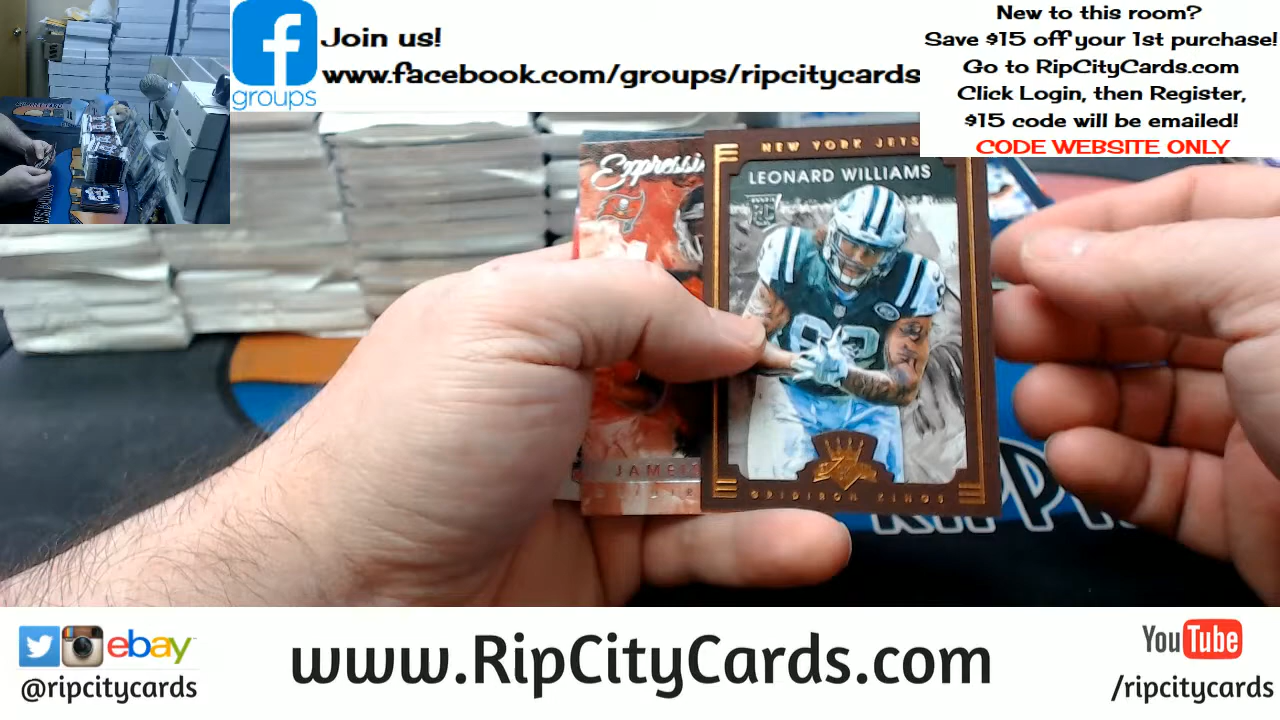 f
groups
Join us!
www.facebook.com/groups/ripcitycards
New to this room?
Save $15 off your 1st purchase!
Go to RipCityCards.com
Click Login, then Register,
$15 code will be emailed!
CODE WEBSITE ONLY
Expressi
NEW YORK JETS
LEONARD WILLIAMS
RC
JAMEIS
GRIDIRON KINGS
RIPPI
ebay
@ripcitycards
www.RipCityCards.com
YouTube
/ripcitycards